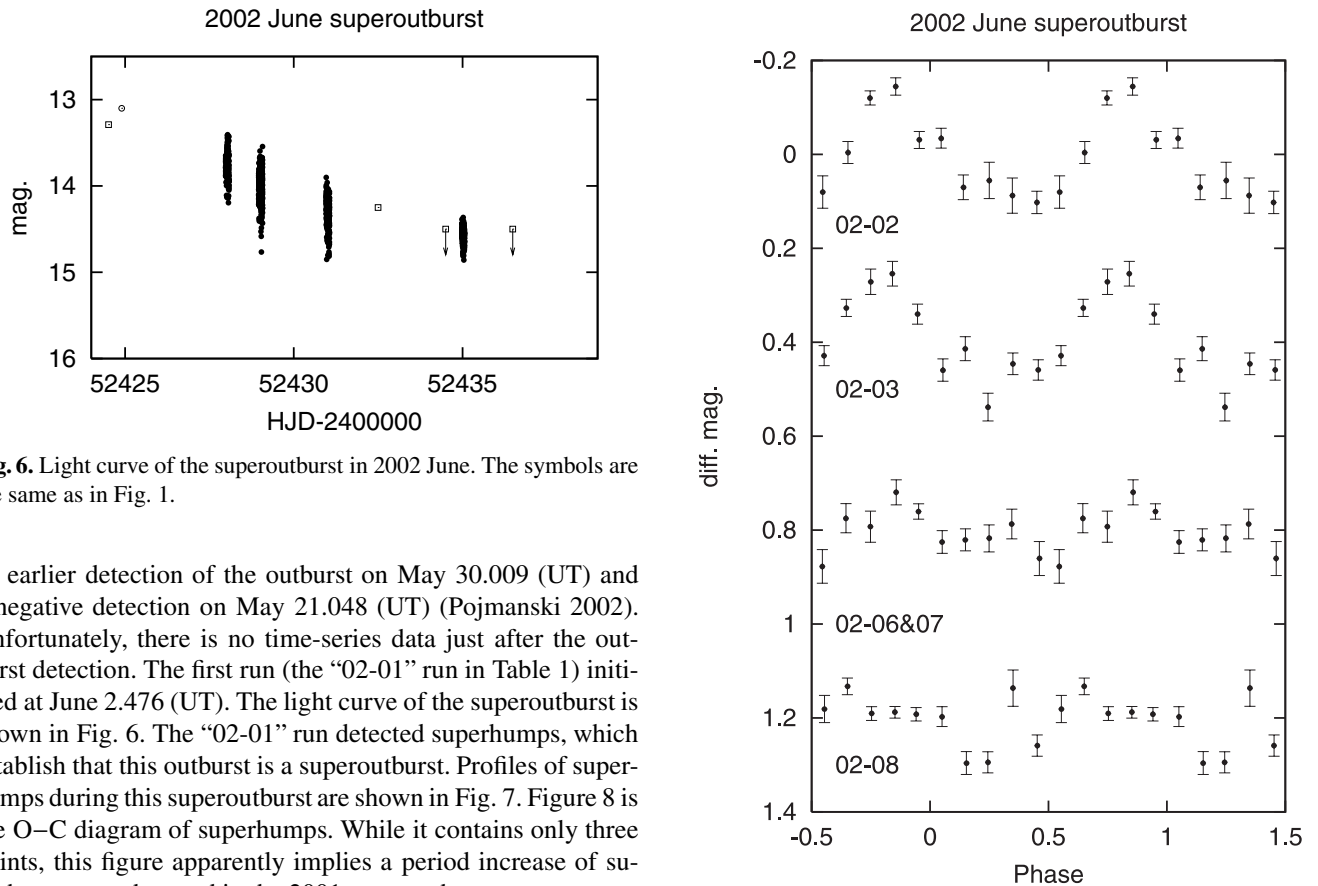 2002 June superoutburst
13
14
15
16
mag.
52425 52430 52435
HJD-2400000
g. 6. Light curve of the superoutburst in 2002 June. The symbols are
same as in Fig. 1.
earlier detection of the outburst on May 30.009 (UT) and
negative detection on May 21.048 (UT) (Pojmanski 2002).
nfortunately, there is no time-series data just after the out-
rst detection. The first run (the “02-01” run in Table 1) initi-
ed at June 2.476 (UT). The light curve of the superoutburst is
own in Fig. 6. The “02-01” run detected superhumps, which
tablish that this outburst is a superoutburst. Profiles of super-
mps during this superoutburst are shown in Fig. 7. Figure 8 is
e O−C diagram of superhumps. While it contains only three
ints, this figure apparently implies a period increase of su-
2002 June superoutburst
-0.2
0
0.2
0.4
0.6
0.8
1
1.2
1.4
diff. mag.
02-02
02-03
02-06&07
02-08
-0.5 0 0.5 1 1.5
Phase